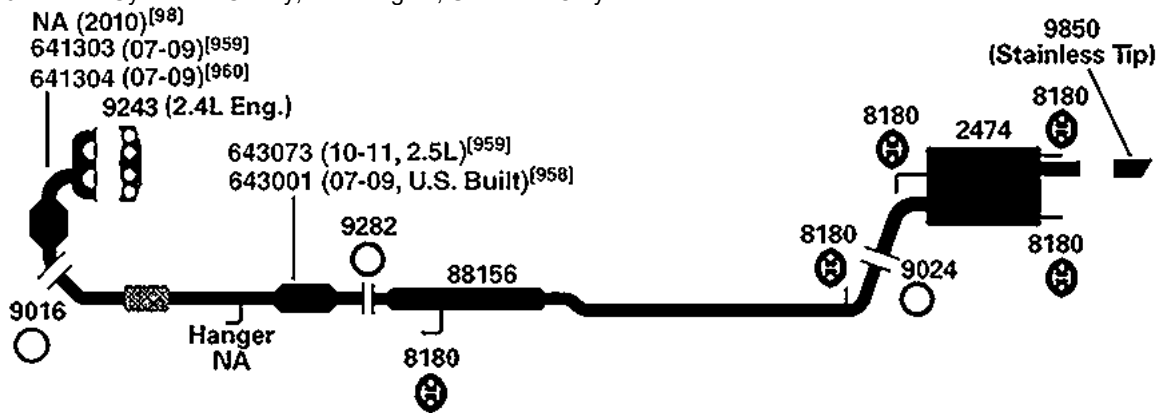 NA (2010)[98]
641303 (07-09)[959]
641304 (07-09)[960]
9243 (2.4L Eng.)
643073 (10-11, 2.5L)[959]
643001 (07-09, U.S. Built)[958]
9850
(Stainless Tip)
8180
8180
2474
9282
8180
8180
9024
88156
9016
Hanger
NA
8180